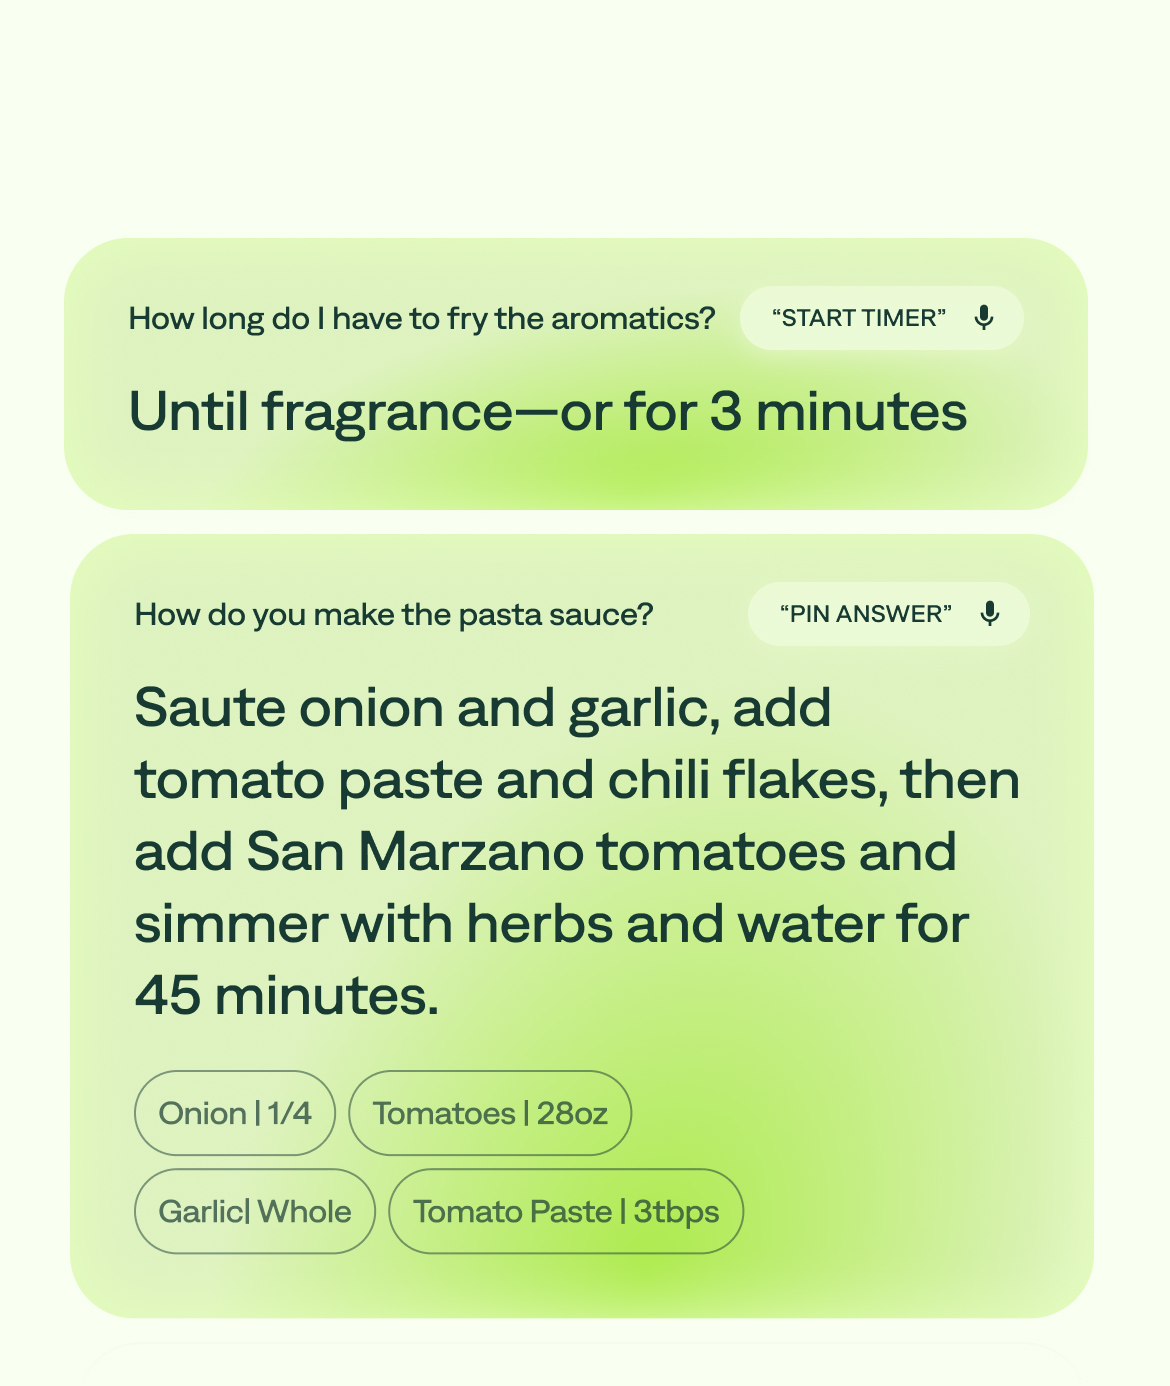 How long do I have to fry the aromatics?
“START TIMER”
Until fragrance—or for 3 minutes
How do you make the pasta sauce?
“PIN ANSWER”
Saute onion and garlic, add
tomato paste and chili flakes, then
add San Marzano tomatoes and
simmer with herbs and water for
45 minutes.
Onion | 1/4
Tomatoes | 28oz
Garlic| Whole
Tomato Paste | 3tbps